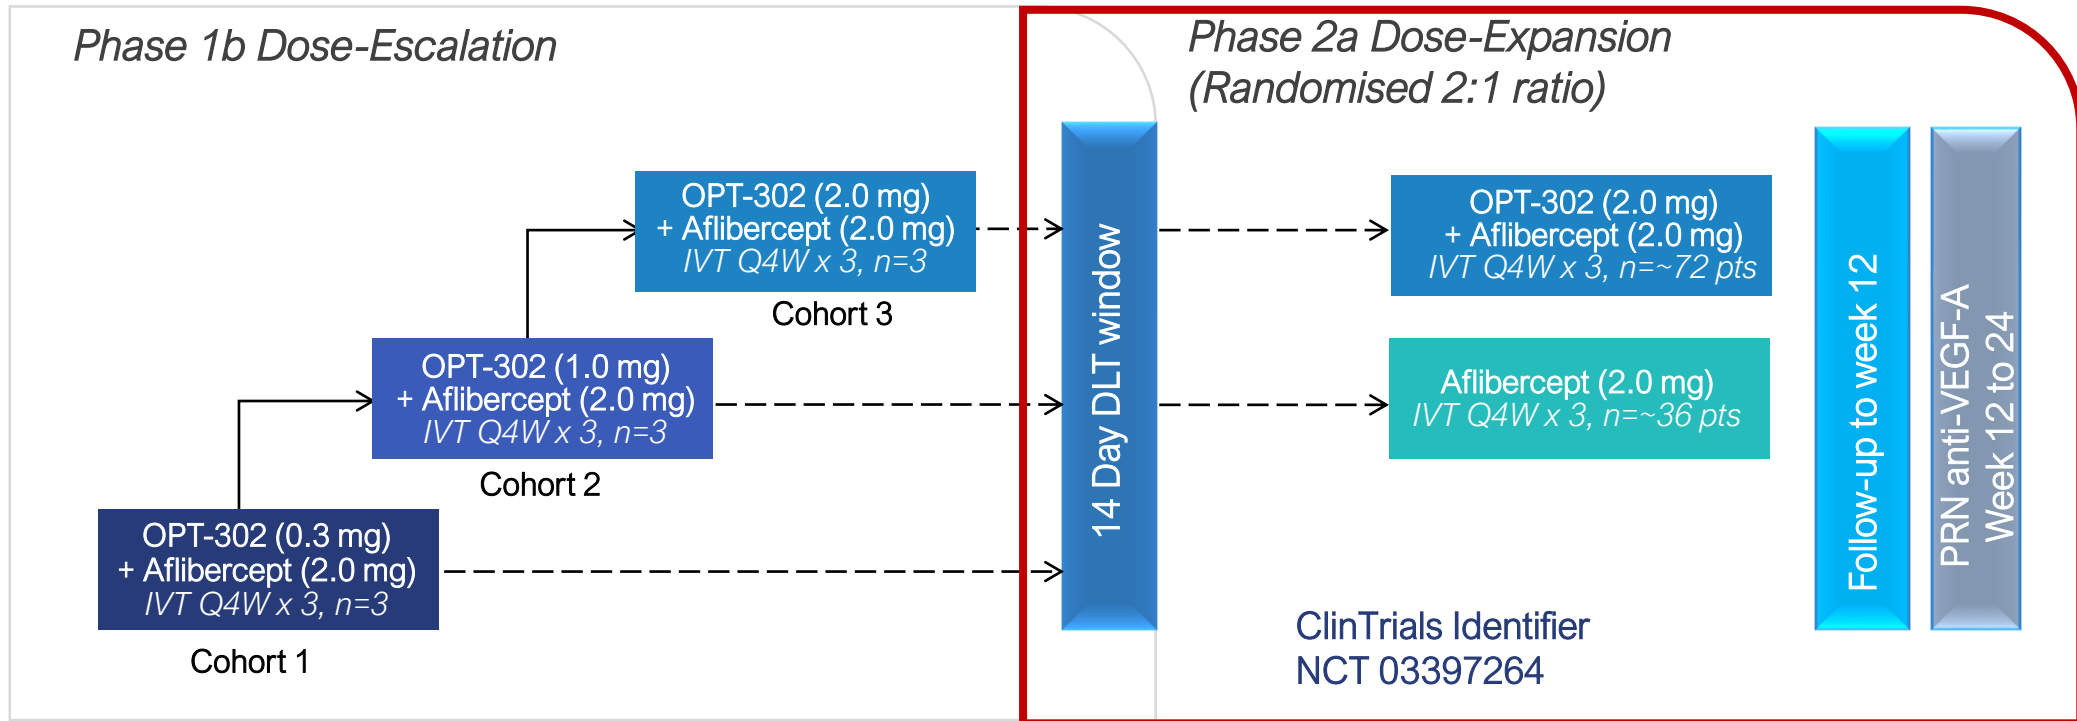 Phase 1b Dose-Escalation
Phase 2a Dose-Expansion
(Randomised 2:1 ratio)
OPT-302 (2.0 mg)
+ Aflibercept (2.0 mg)
IVT Q4W x 3, n=3
Cohort 3
OPT-302 (1.0 mg)
+ Aflibercept (2.0 mg)
IVT Q4W x 3, n=3
Cohort 2
OPT-302 (0.3 mg)
+ Aflibercept (2.0 mg)
IVT Q4W x 3, n=3
Cohort 1
14 Day DLT window
OPT-302 (2.0 mg)
+ Aflibercept (2.0 mg)
IVT Q4W x 3, n=~72 pts
Aflibercept (2.0 mg)
IVT Q4W x 3, n=~36 pts
Follow-up to week 12
PRN anti-VEGF-A
Week 12 to 24
ClinTrials Identifier
NCT 03397264